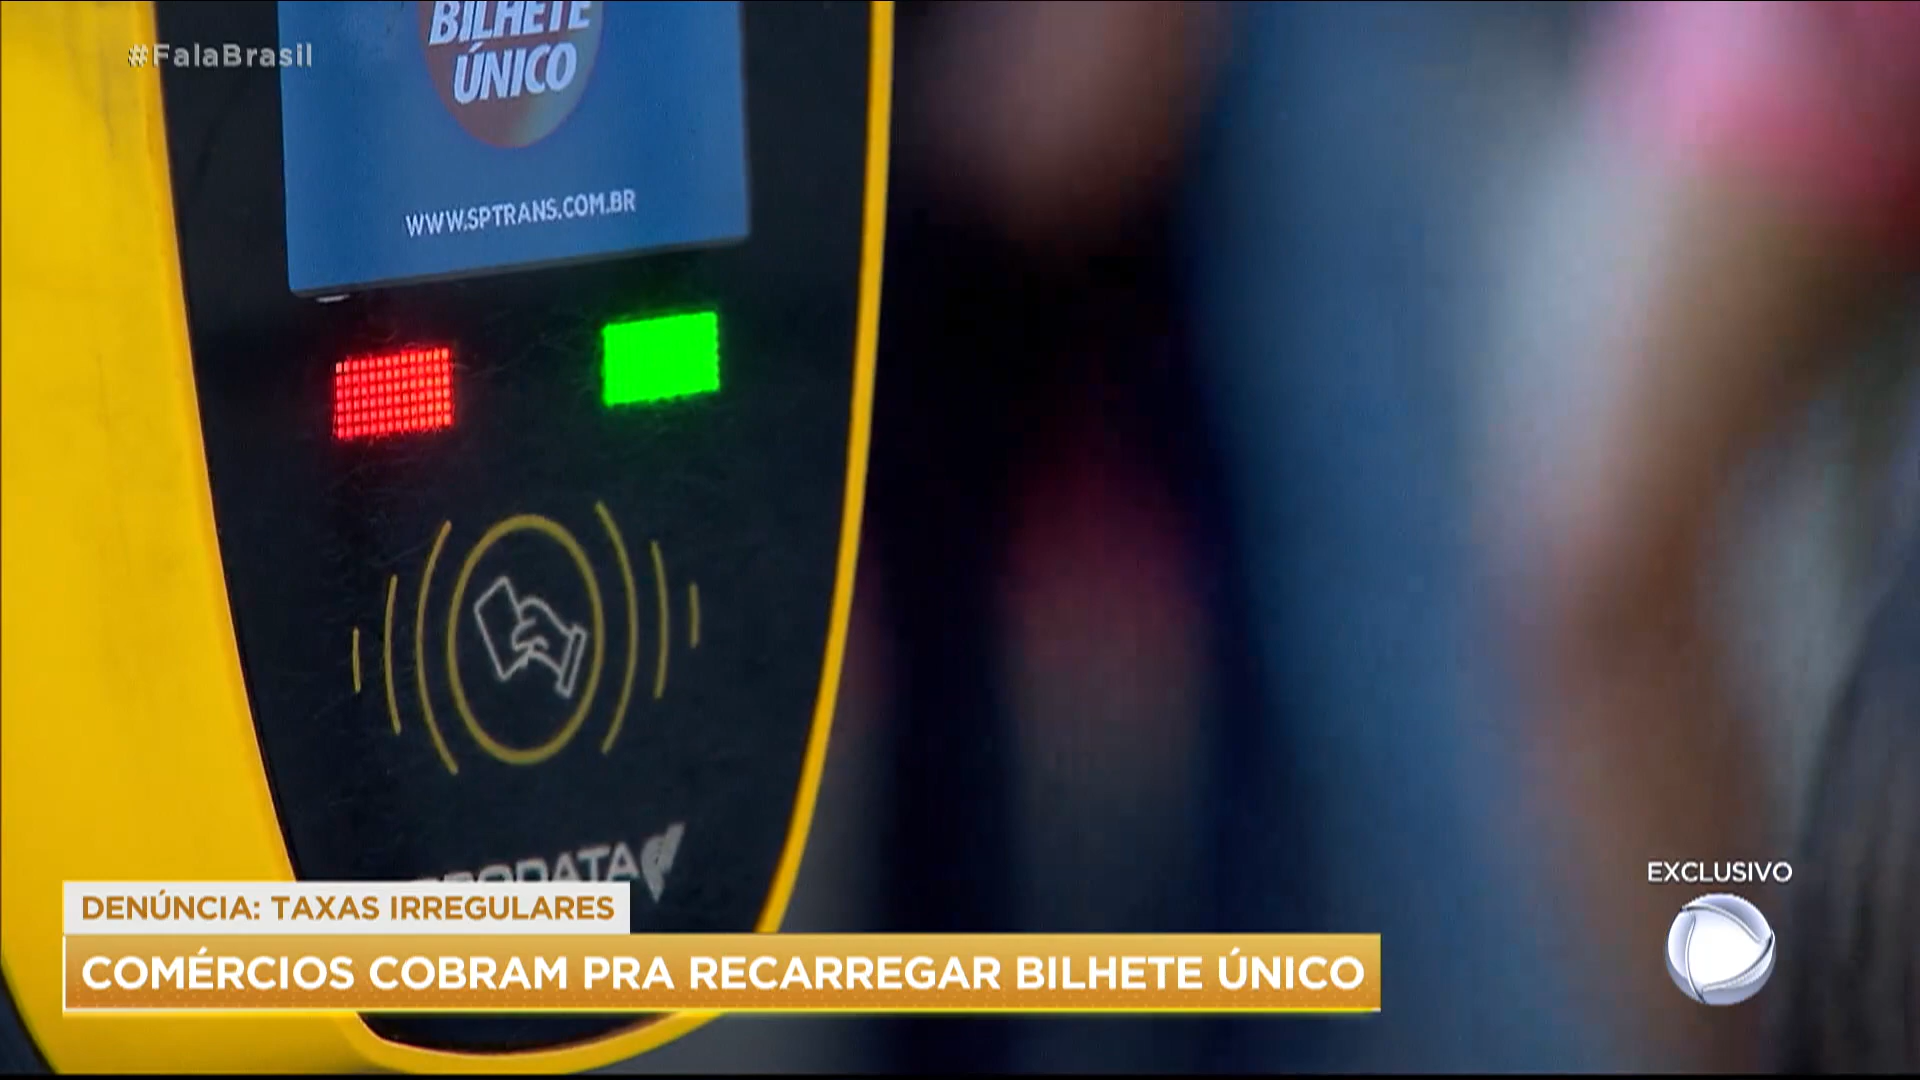 #FalaBrasil
BILHETE
ÚNICO
WWW.SPTRANS.COM.BR
EXCLUSIVO
DENÚNCIA: TAXAS IRREGULARES
COMÉRCIOS COBRAM PRA RECARREGAR BILHETE ÚNICO